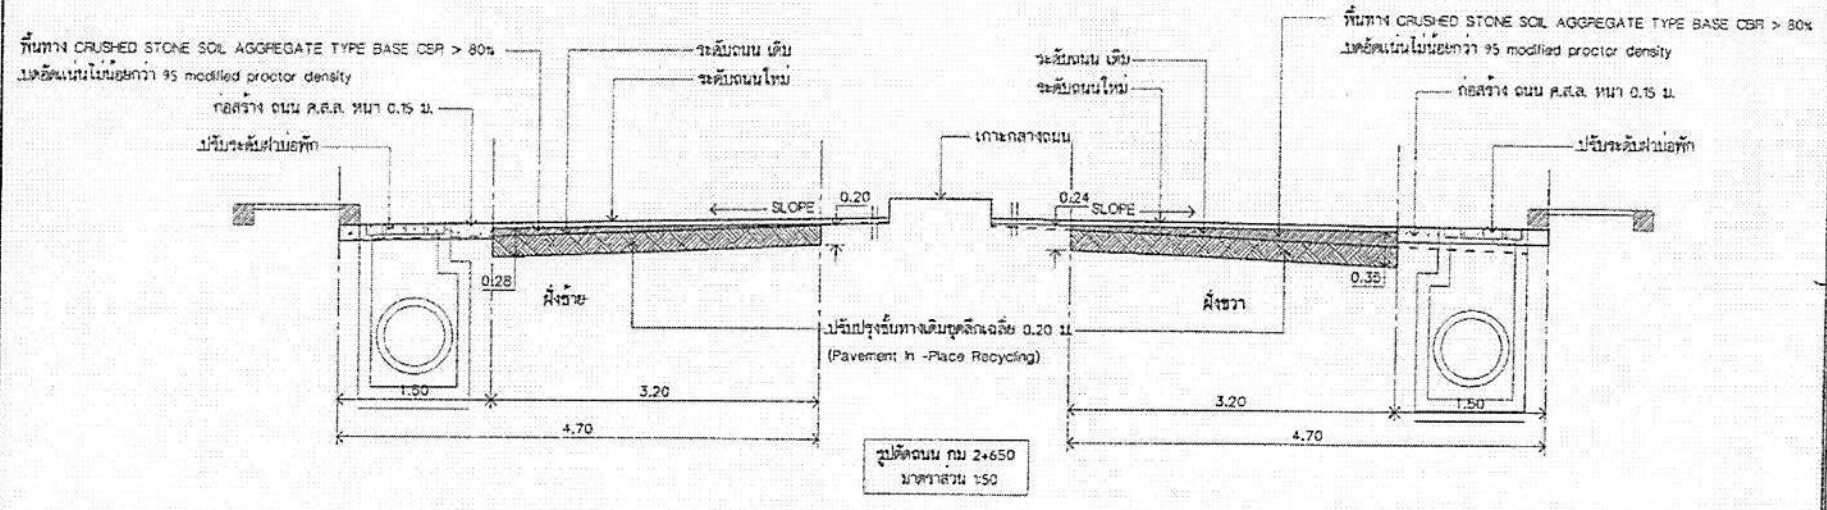 พื้นทาง CRUSHED STONE SOIL AGGREGATE TYPE BASE CBR > 80%
บดอัดแน่นไม่น้อยกว่า 95 modified proctor density
ก่อสร้าง ถนน ค.ส.ล. หนา 0.15 ม.
ปรับระดับฝาบ่อพัก
ระดับถนน เดิม
ระดับถนนใหม่
เกาะกลางถนน
ระดับถนน เดิม
ระดับถนนใหม่
พื้นทาง CRUSHED STONE SOIL AGGREGATE TYPE BASE CBR > 80%
บดอัดแน่นไม่น้อยกว่า 95 modified proctor density
ก่อสร้าง ถนน ค.ส.ล. หนา 0.15 ม.
ปรับระดับฝาบ่อพัก
SLOPE
0.20
0.24
SLOPE
0.28
ฝั่งซ้าย
0.35
ฝั่งขวา
ปรับปรุงชั้นทางเดิมขุดลึกเฉลี่ย 0.20 ม.
(Pavement In -Place Recycling)
1.50
3.20
4.70
3.20
1.50
4.70
รูปตัดถนน กม 2+650
มาตราส่วน 1:50